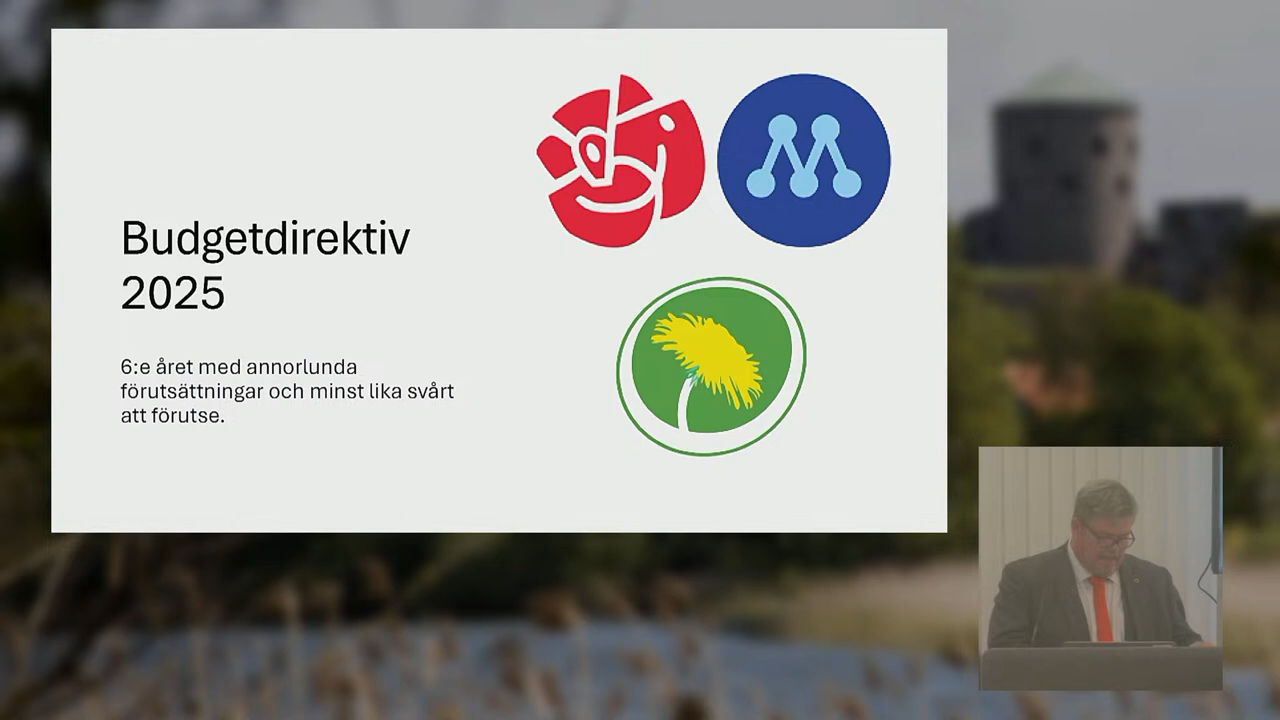 Budgetdirektiv
2025
6:e året med annorlunda
förutsättningar och minst lika svårt
att förutse.